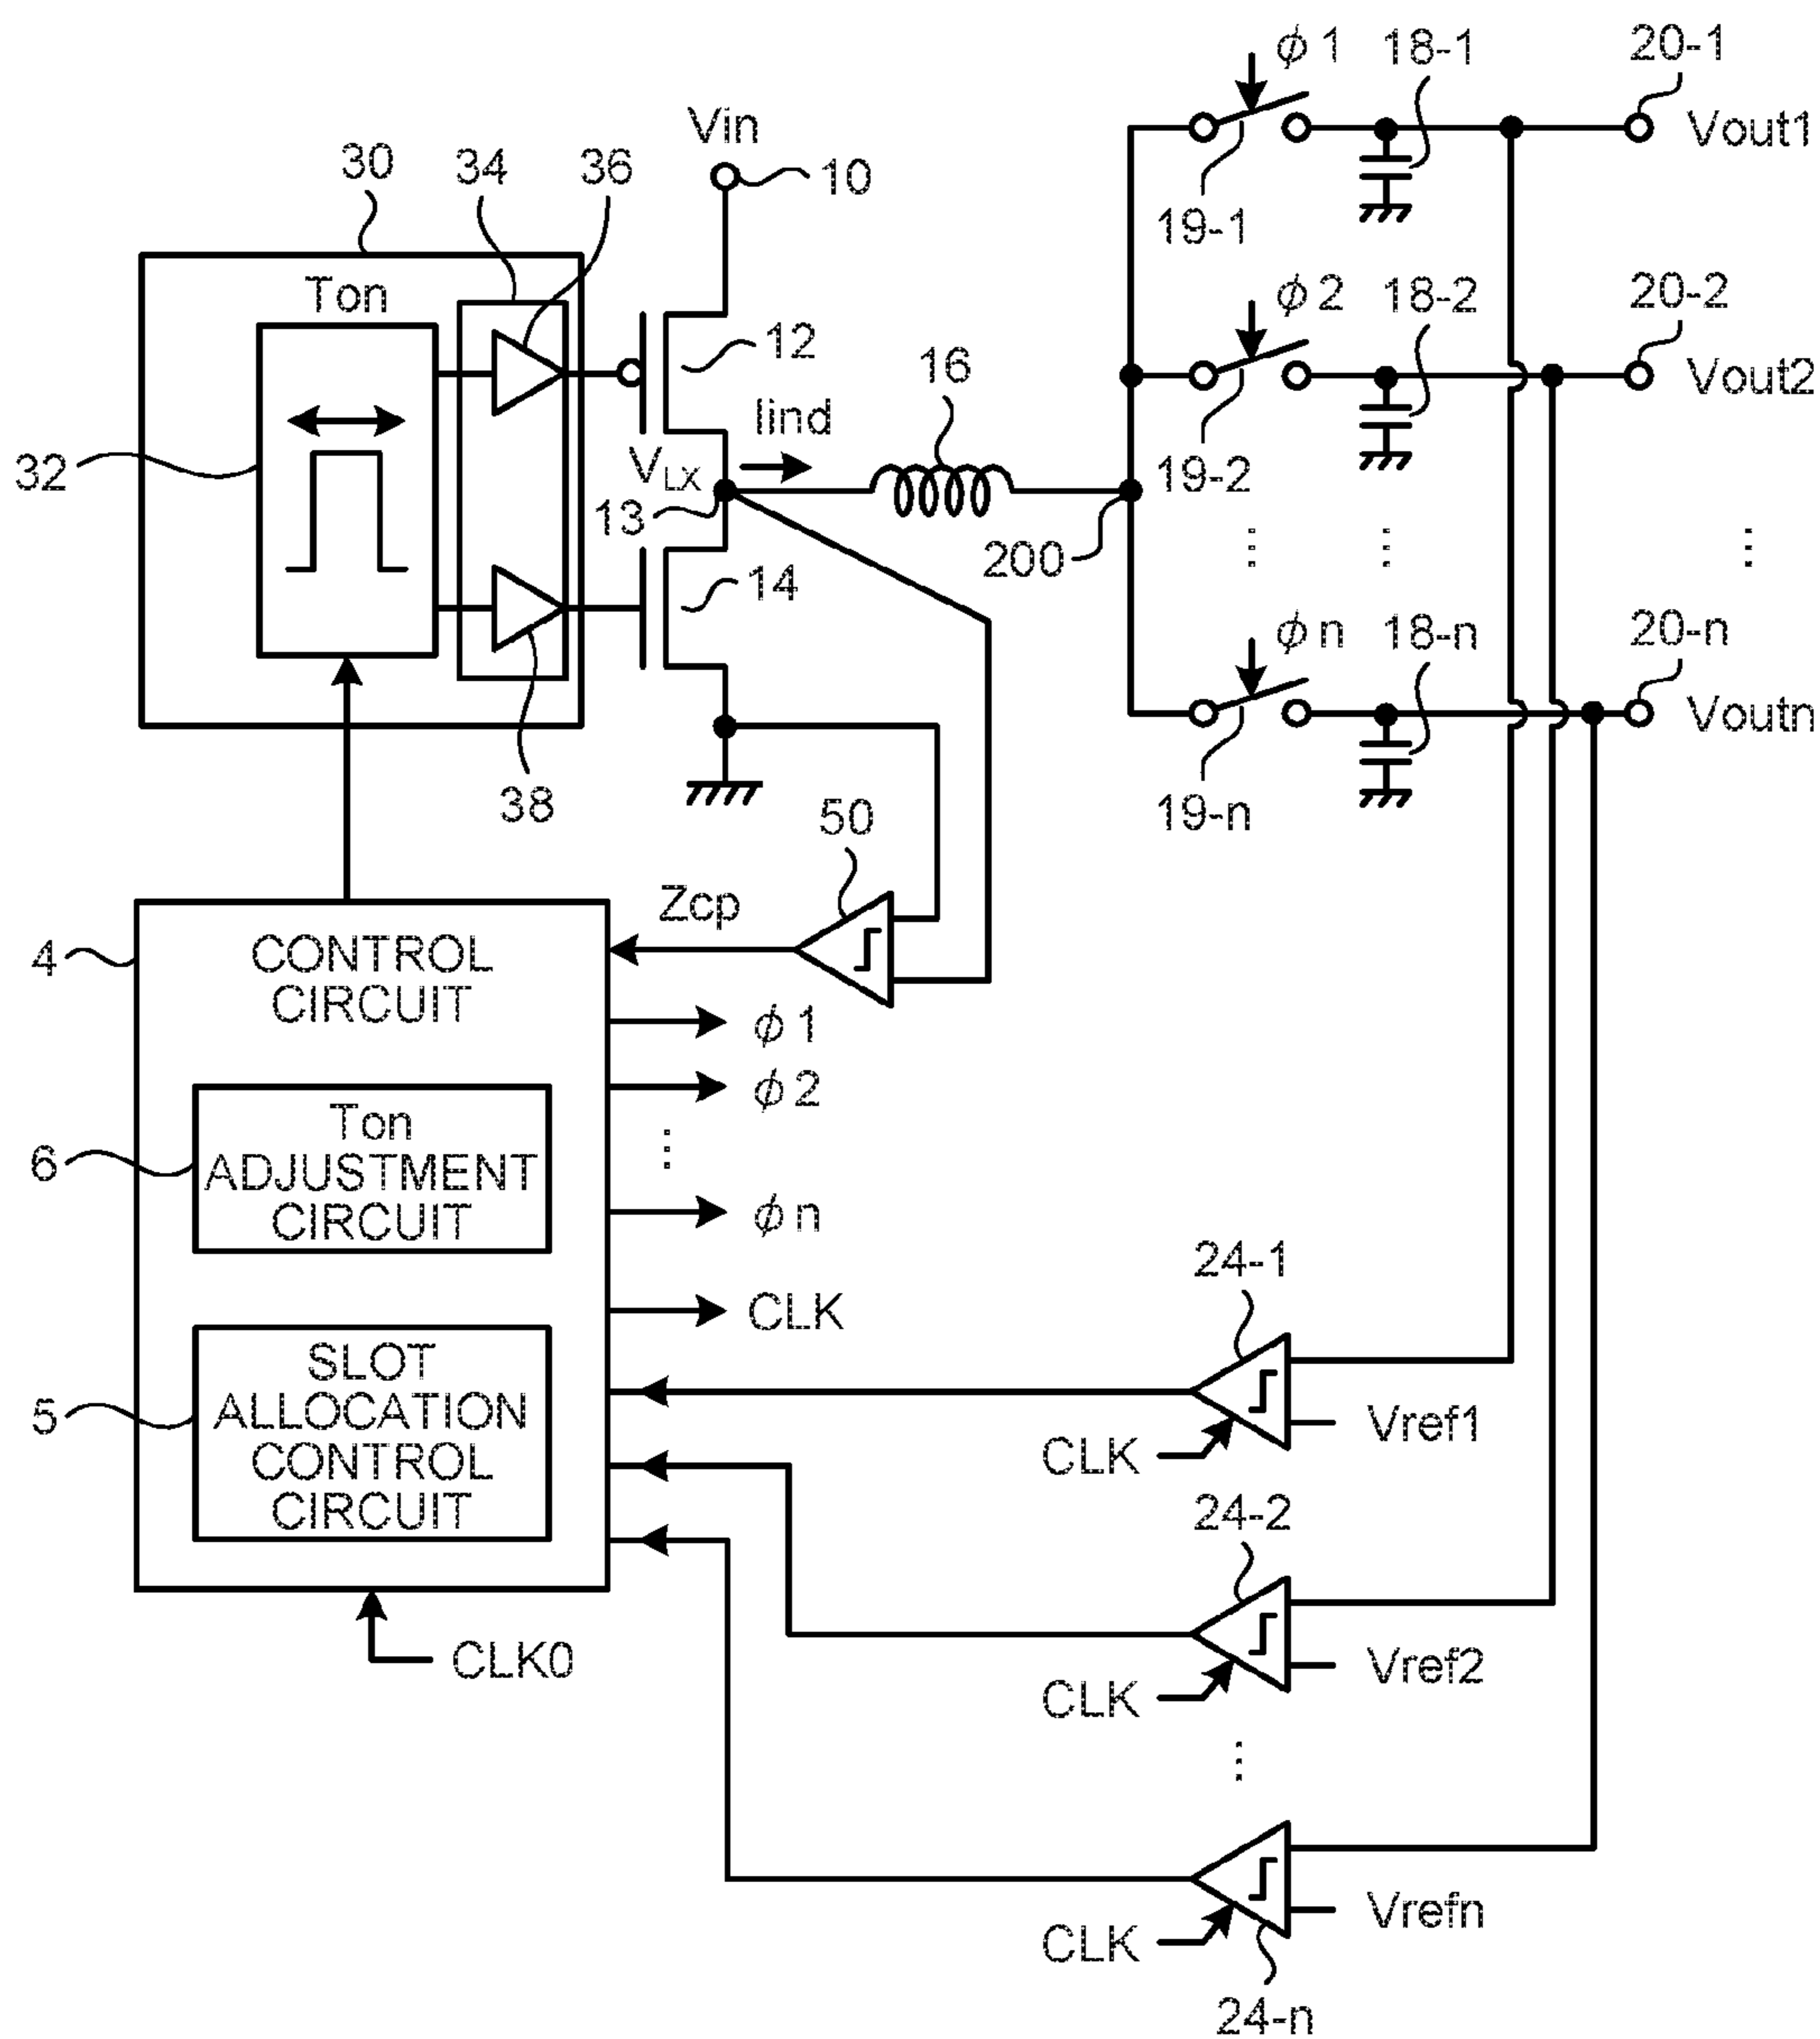 ϕ1
18-1
20-1
Vin
Vout1
30
34
36
10
19-1
Ton
ϕ2
18-2
20-2
12
16
Vout2
Iind
32
VLX
19-2
13
200
14
ϕn
18-n
20-n
Voutn
38
50
19-n
Zcp
4
CONTROL
CIRCUIT
ϕ1
ϕ2
Ton
6
ADJUSTMENT
CIRCUIT
ϕn
24-1
CLK
SLOT
5
ALLOCATION
Vref1
CONTROL
CLK
CIRCUIT
24-2
CLK0
Vref2
CLK
Vrefn
CLK
24-n